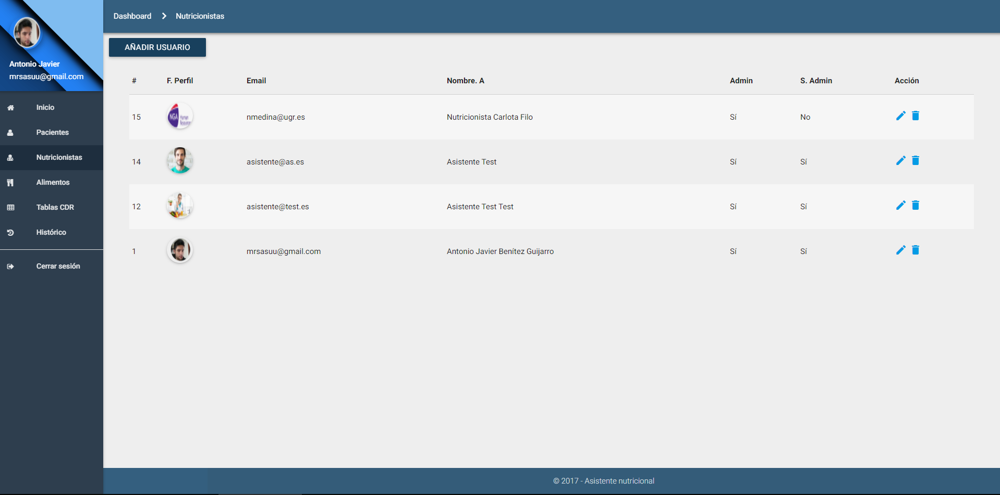 Antonio Javier
mrsasuu@gmail.com
Inicio
Pacientes
Nutricionistas
Alimentos
Tablas CDR
Histórico
Cerrar sesión
Dashboard Nutricionistas
AÑADIR USUARIO
# F. Perfil Email Nombre. A Admin S. Admin Acción
15 NGA Human Resources nmedina@ugr.es Nutricionista Carlota Filo Sí No
14 asistente@as.es Asistente Test Sí Sí
12 asistente@test.es Asistente Test Test Sí Sí
1 mrsasuu@gmail.com Antonio Javier Benítez Guijarro Sí Sí
© 2017 - Asistente nutricional